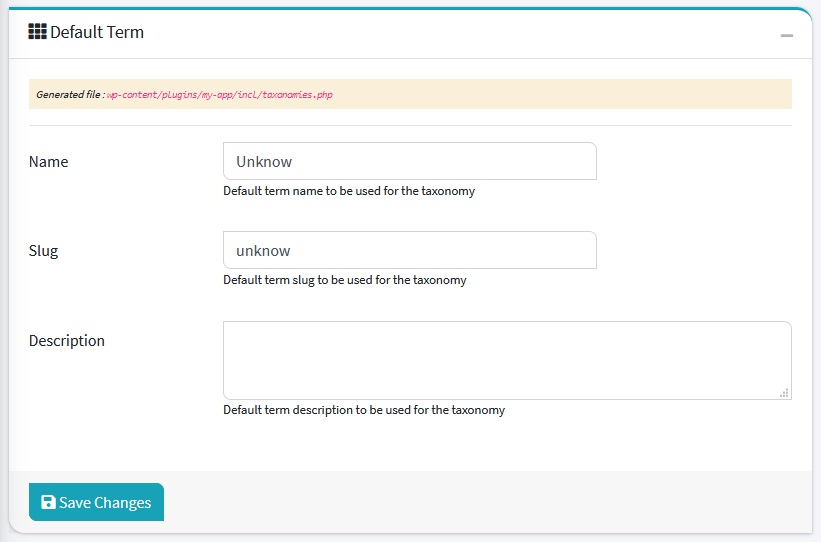 Default Term
Generated file : wp-content/plugins/my-app/incl/taxonomies.php
Name
Unknow
Default term name to be used for the taxonomy
Slug
unknow
Default term slug to be used for the taxonomy
Description
Default term description to be used for the taxonomy
Save Changes